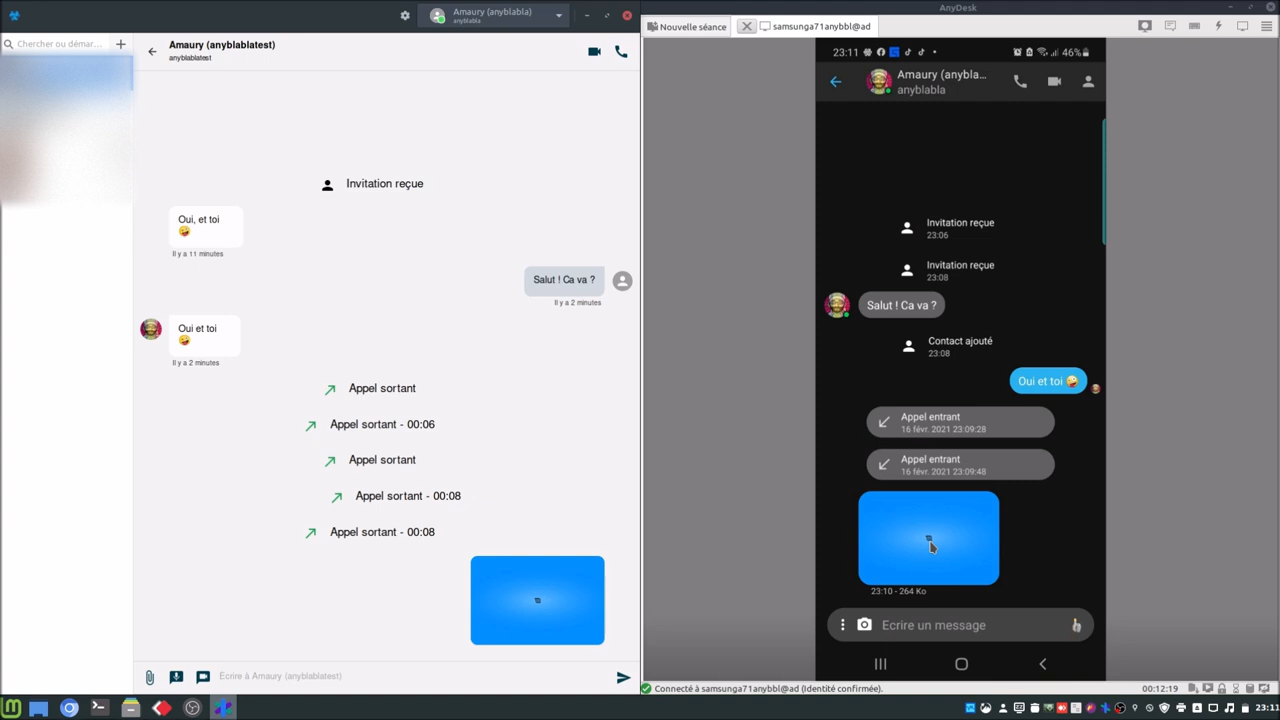 Amaury (anyblabla)
anyblabla
Chercher ou démar...
Amaury (anyblablatest)
anyblablatest
Invitation reçue
Oui, et toi
🤪
Il y a 11 minutes
Salut ! Ca va ?
Il y a 2 minutes
Oui et toi
🤪
Il y a 2 minutes
Appel sortant
Appel sortant - 00:06
Appel sortant
Appel sortant - 00:08
Appel sortant - 00:08
Ecrire à Amaury (anyblablatest)
AnyDesk
Nouvelle séance
samsunga71anybbl@ad
23:11
46%
Amaury (anybla...
anyblabla
Invitation reçue
23:06
Invitation reçue
23:08
Salut ! Ca va ?
Contact ajouté
23:08
Oui et toi 🤪
Appel entrant
16 févr. 2021 23:09:28
Appel entrant
16 févr. 2021 23:09:48
23:10 - 264 Ko
Ecrire un message
Connecté à samsunga71anybbl@ad (Identité confirmée).
00:12:19
23:11